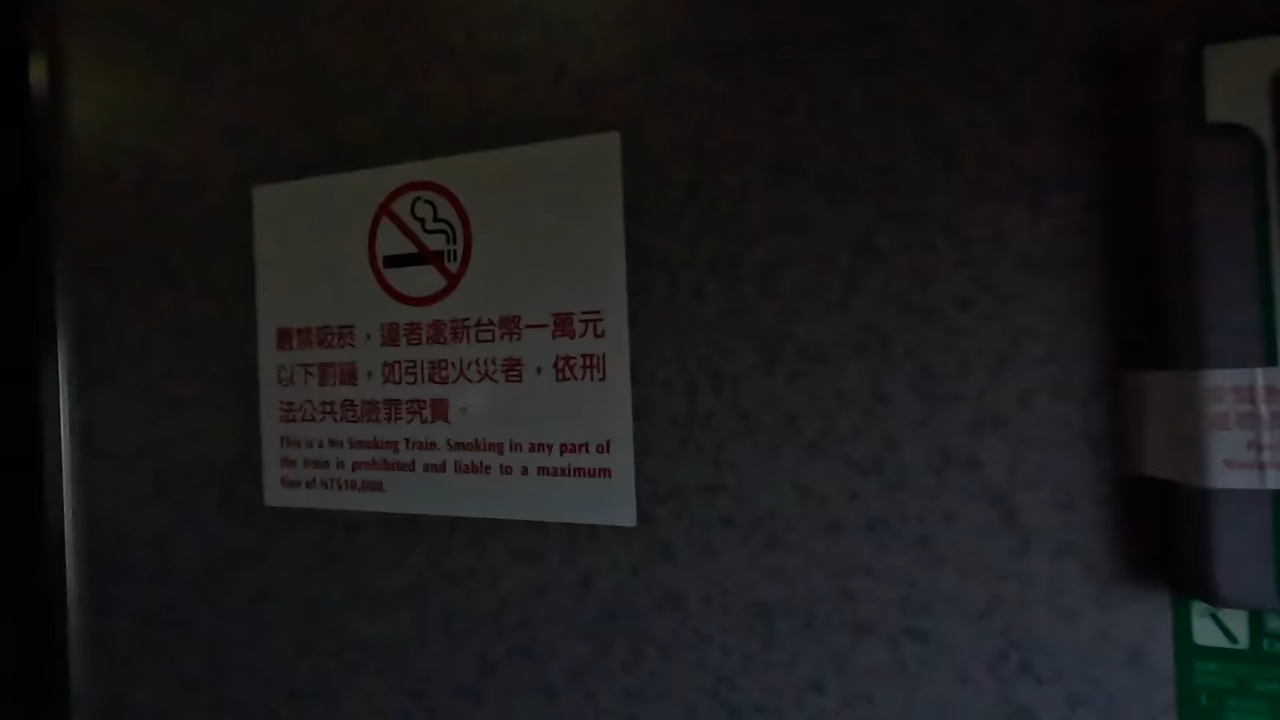 嚴禁吸菸，違者處新台幣一萬元
以下罰鍰，如引起火災者，依刑
法公共危險罪究責。
This is a No Smoking Train. Smoking in any part of
the train is prohibited and liable to a maximum
fine of NT$10,000.